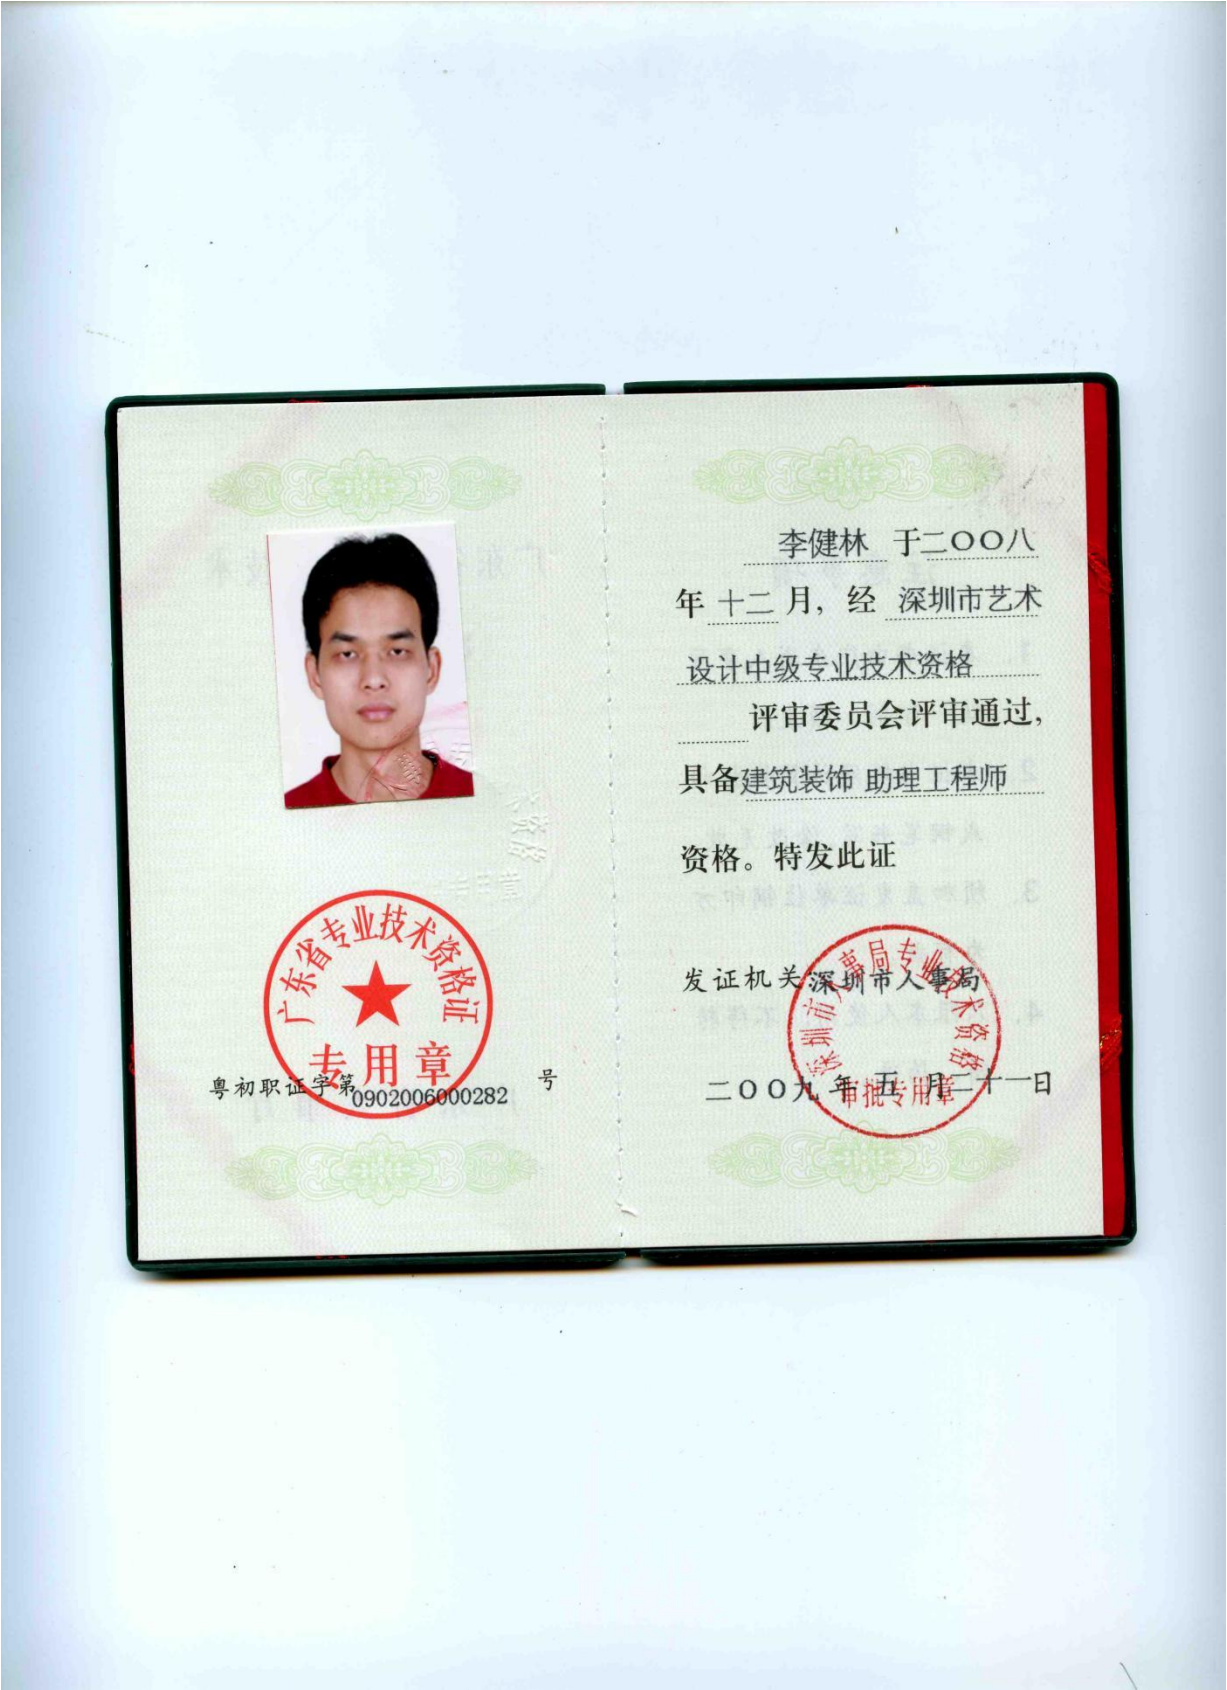 广东省专业技术资格证
专用章
粤初职证字第0902006000282号
李健林 于二〇〇八
年 十二 月, 经 深圳市艺术
设计中级专业技术资格
评审委员会评审通过,
具备建筑装饰 助理工程师
资格。特发此证
发证机关 深圳市人事局
二〇〇九 年 五 月二十一日
深圳市人事局专业技术资格
审批专用章